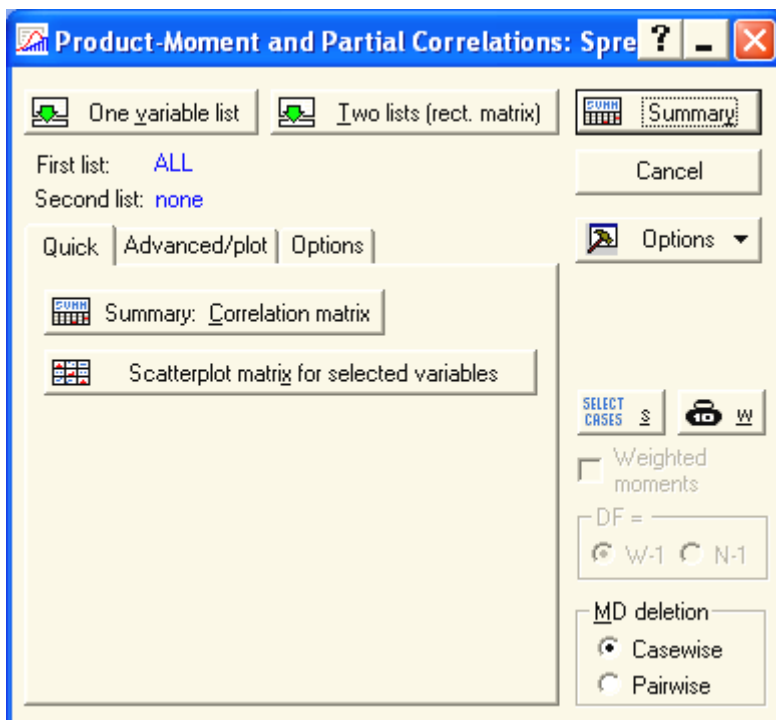 Product-Moment and Partial Correlations: Spre
One variable list
Two lists (rect. matrix)
Summary
First list: ALL
Cancel
Second list: none
Quick
Advanced/plot
Options
Options
SUMM
Summary: Correlation matrix
Scatterplot matrix for selected variables
SELECT CASES S
W
Weighted moments
DF =
W-1
N-1
MD deletion
Casewise
Pairwise